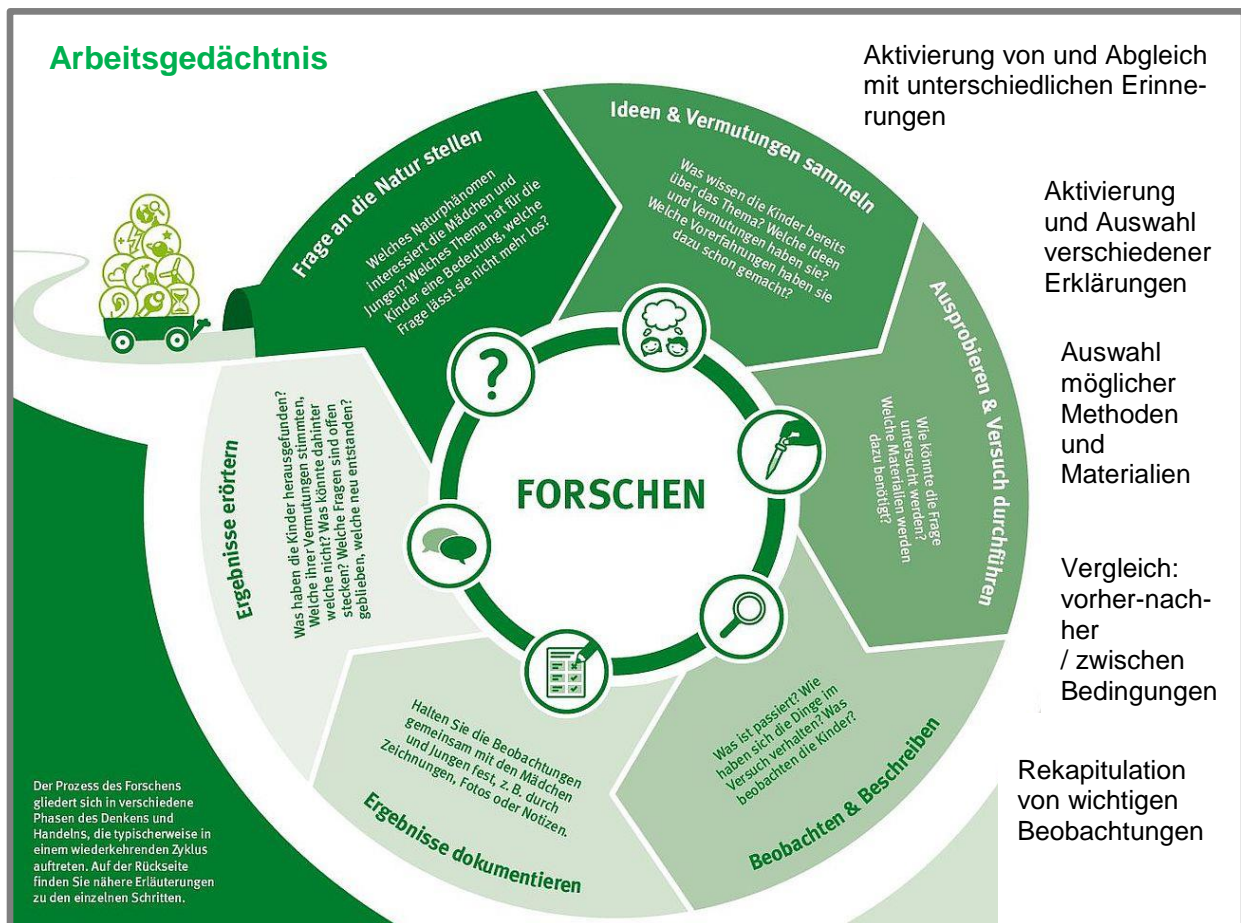 Arbeitsgedächtnis
Aktivierung von und Abgleich
mit unterschiedlichen Erinne-
rungen
Frage an die Natur stellen
Welches Naturphänomen
interessiert die Mädchen und
Jungen? Welches Thema hat für die
Kinder eine Bedeutung, welche
Frage lässt sie nicht mehr los?
Ideen & Vermutungen sammeln
Was wissen die Kinder bereits
über das Thema? Welche Ideen
und Vermutungen haben sie?
Welche Vorerfahrungen haben sie
dazu schon gemacht?
Aktivierung
und Auswahl
verschiedener
Erklärungen
Ausprobieren & Versuch durchführen
Wie könnte die Frage
untersucht werden?
Welche Materialien werden
dazu benötigt?
Auswahl
möglicher
Methoden
und
Materialien
?
FORSCHEN
Vergleich:
vorher-nach-
her
/ zwischen
Bedingungen
Beobachten & Beschreiben
Was ist passiert? Wie
haben sich die Dinge im
Versuch verhalten? Was
beobachten die Kinder?
Rekapitulation
von wichtigen
Beobachtungen
Ergebnisse dokumentieren
Halten Sie die Beobachtungen
gemeinsam mit den Mädchen
und Jungen fest, z. B. durch
Zeichnungen, Fotos oder Notizen.
Ergebnisse erörtern
Was haben die Kinder herausgefunden?
Welche ihrer Vermutungen stimmten,
welche nicht? Was könnte dahinter
stecken? Welche Fragen sind offen
geblieben, welche neu entstanden?
Der Prozess des Forschens
gliedert sich in verschiedene
Phasen des Denkens und
Handelns, die typischerweise in
einem wiederkehrenden Zyklus
auftreten. Auf der Rückseite
finden Sie nähere Erläuterungen
zu den einzelnen Schritten.